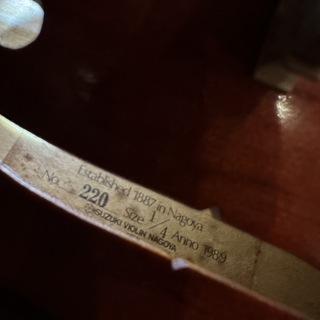 Established 1887 in Nagoya
No. 220 Size 1/4 Anno 1989
SUZUKI VIOLIN NAGOYA